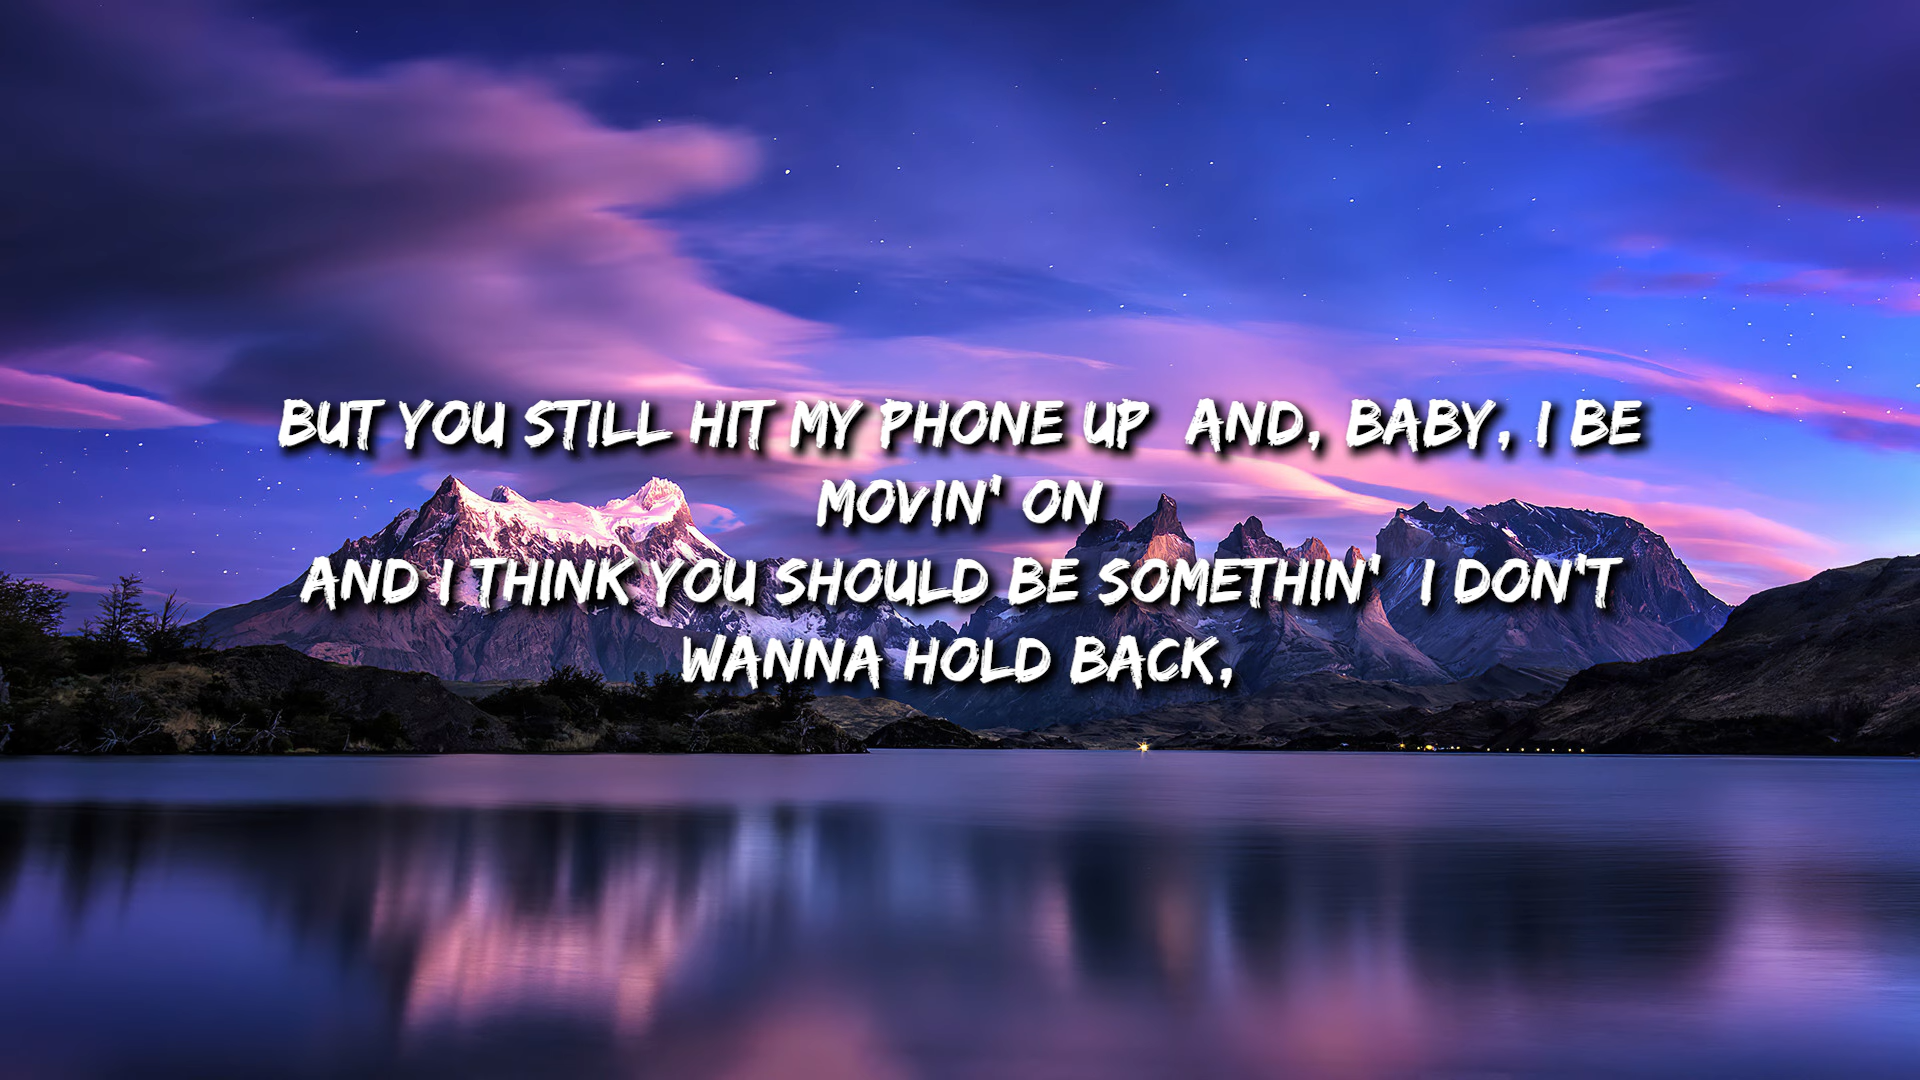 BUT YOU STILL HIT MY PHONE UP  AND, BABY, I BE
MOVIN' ON
AND I THINK YOU SHOULD BE SOMETHIN'  I DON'T
WANNA HOLD BACK,